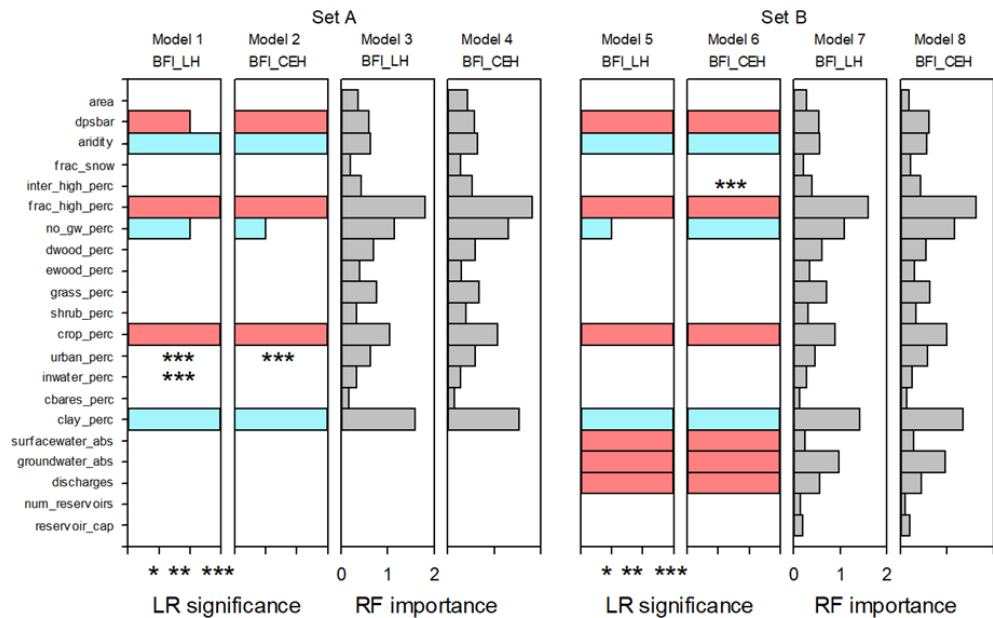 Set A
Set B
Model 1
Model 2
Model 3
Model 4
Model 5
Model 6
Model 7
Model 8
BFI_LH
BFI_CEH
BFI_LH
BFI_CEH
BFI_LH
BFI_CEH
BFI_LH
BFI_CEH
area
dpsbar
aridity
frac_snow
inter_high_perc
***
frac_high_perc
no_gw_perc
dwood_perc
ewood_perc
grass_perc
shrub_perc
crop_perc
urban_perc
***
***
inwater_perc
***
cbares_perc
clay_perc
surfacewater_abs
groundwater_abs
discharges
num_reservoirs
reservoir_cap
* ** ***
0 1 2
* ** ***
0 1 2
LR significance
RF importance
LR significance
RF importance